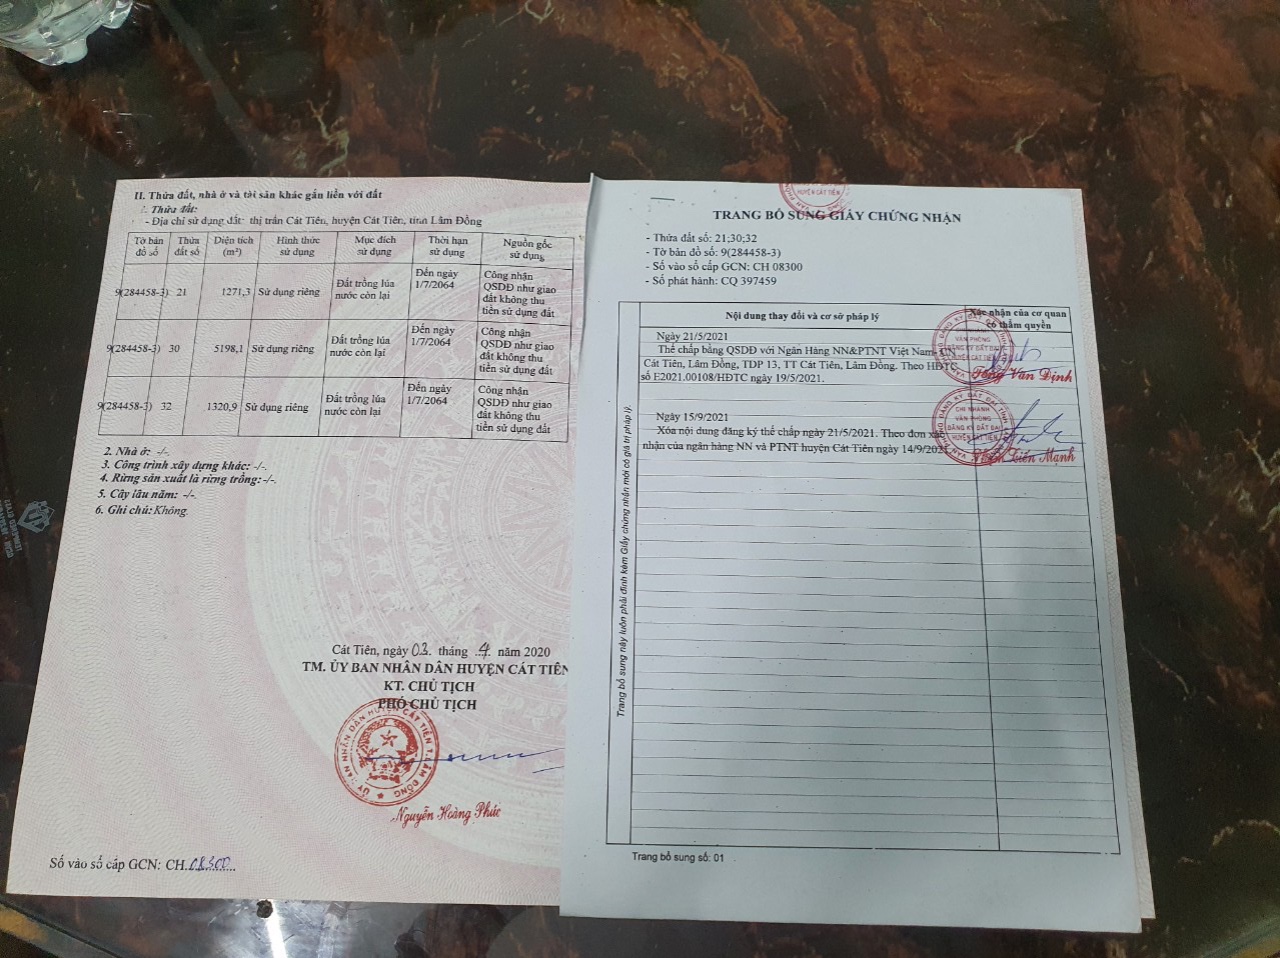 II. Thửa đất, nhà ở và tài sản khác gắn liền với đất
1. Thửa đất:
- Địa chỉ sử dụng đất: thị trấn Cát Tiên, huyện Cát Tiên, tỉnh Lâm Đồng
Tờ bản đồ số Thửa đất số Diện tích (m²) Hình thức sử dụng Mục đích sử dụng Thời hạn sử dụng Nguồn gốc sử dụng
9(284458-3) 21 1271,3 Sử dụng riêng Đất trồng lúa nước còn lại Đến ngày 1/7/2064 Công nhận QSDĐ như giao đất không thu tiền sử dụng đất
9(284458-3) 30 5198,1 Sử dụng riêng Đất trồng lúa nước còn lại Đến ngày 1/7/2064 Công nhận QSDĐ như giao đất không thu tiền sử dụng đất
9(284458-3) 32 1320,9 Sử dụng riêng Đất trồng lúa nước còn lại Đến ngày 1/7/2064 Công nhận QSDĐ như giao đất không thu tiền sử dụng đất
2. Nhà ở: -/-.
3. Công trình xây dựng khác: -/-.
4. Rừng sản xuất là rừng trồng: -/-.
5. Cây lâu năm: -/-.
6. Ghi chú: Không.
Cát Tiên, ngày 03. tháng .4. năm 2020
TM. ỦY BAN NHÂN DÂN HUYỆN CÁT TIÊN
KT. CHỦ TỊCH
PHÓ CHỦ TỊCH
Nguyễn Hoàng Phúc
Số vào sổ cấp GCN: CH.08300...
HUYỆN CÁT TIÊN
TRANG BỔ SUNG GIẤY CHỨNG NHẬN
- Thửa đất số: 21;30;32
- Tờ bản đồ số: 9(284458-3)
- Số vào sổ cấp GCN: CH 08300
- Số phát hành: CQ 397459
Nội dung thay đổi và cơ sở pháp lý
Xác nhận của cơ quan có thẩm quyền
Ngày 21/5/2021
Thế chấp bằng QSDĐ với Ngân Hàng NN&PTNT Việt Nam- CN
Cát Tiên, Lâm Đồng, TDP 13, TT Cát Tiên, Lâm Đồng. Theo HĐTC
số F2021.00108/HĐTC ngày 19/5/2021.
Tống Văn Định
Ngày 15/9/2021
Xóa nội dung đăng ký thế chấp ngày 21/5/2021. Theo đơn xác
nhận của ngân hàng NN và PTNT huyện Cát Tiên ngày 14/9/2021
CHI NHÁNH
VĂN PHÒNG
ĐĂNG KÝ ĐẤT ĐAI
HUYỆN CÁT TIÊN
Tiến Mạnh
Trang bổ sung này luôn phải đính kèm Giấy chứng nhận mới có giá trị pháp lý.
Trang bổ sung số: 01